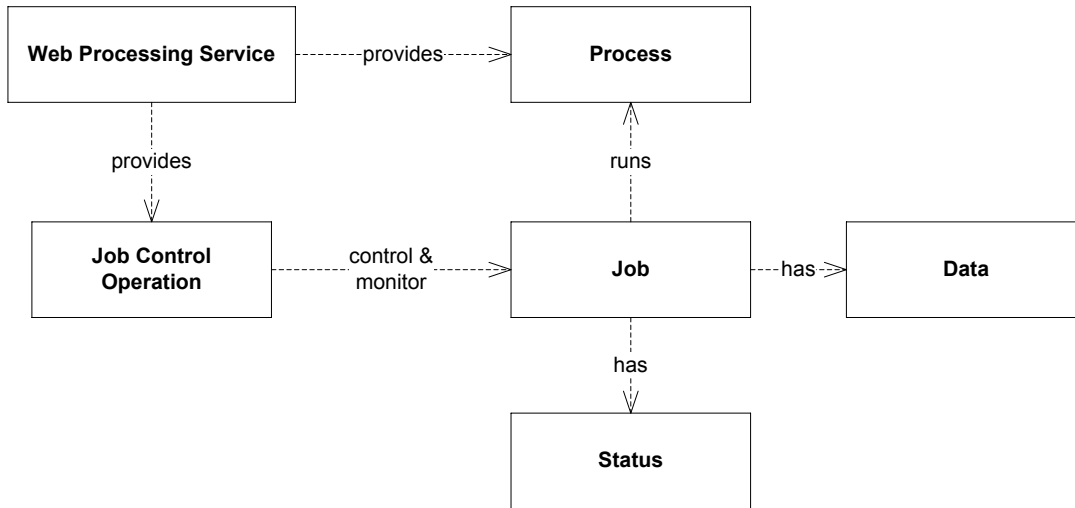 Web Processing Service
provides
Process
provides
runs
Job Control
Operation
control &
monitor
Job
has
Data
has
Status